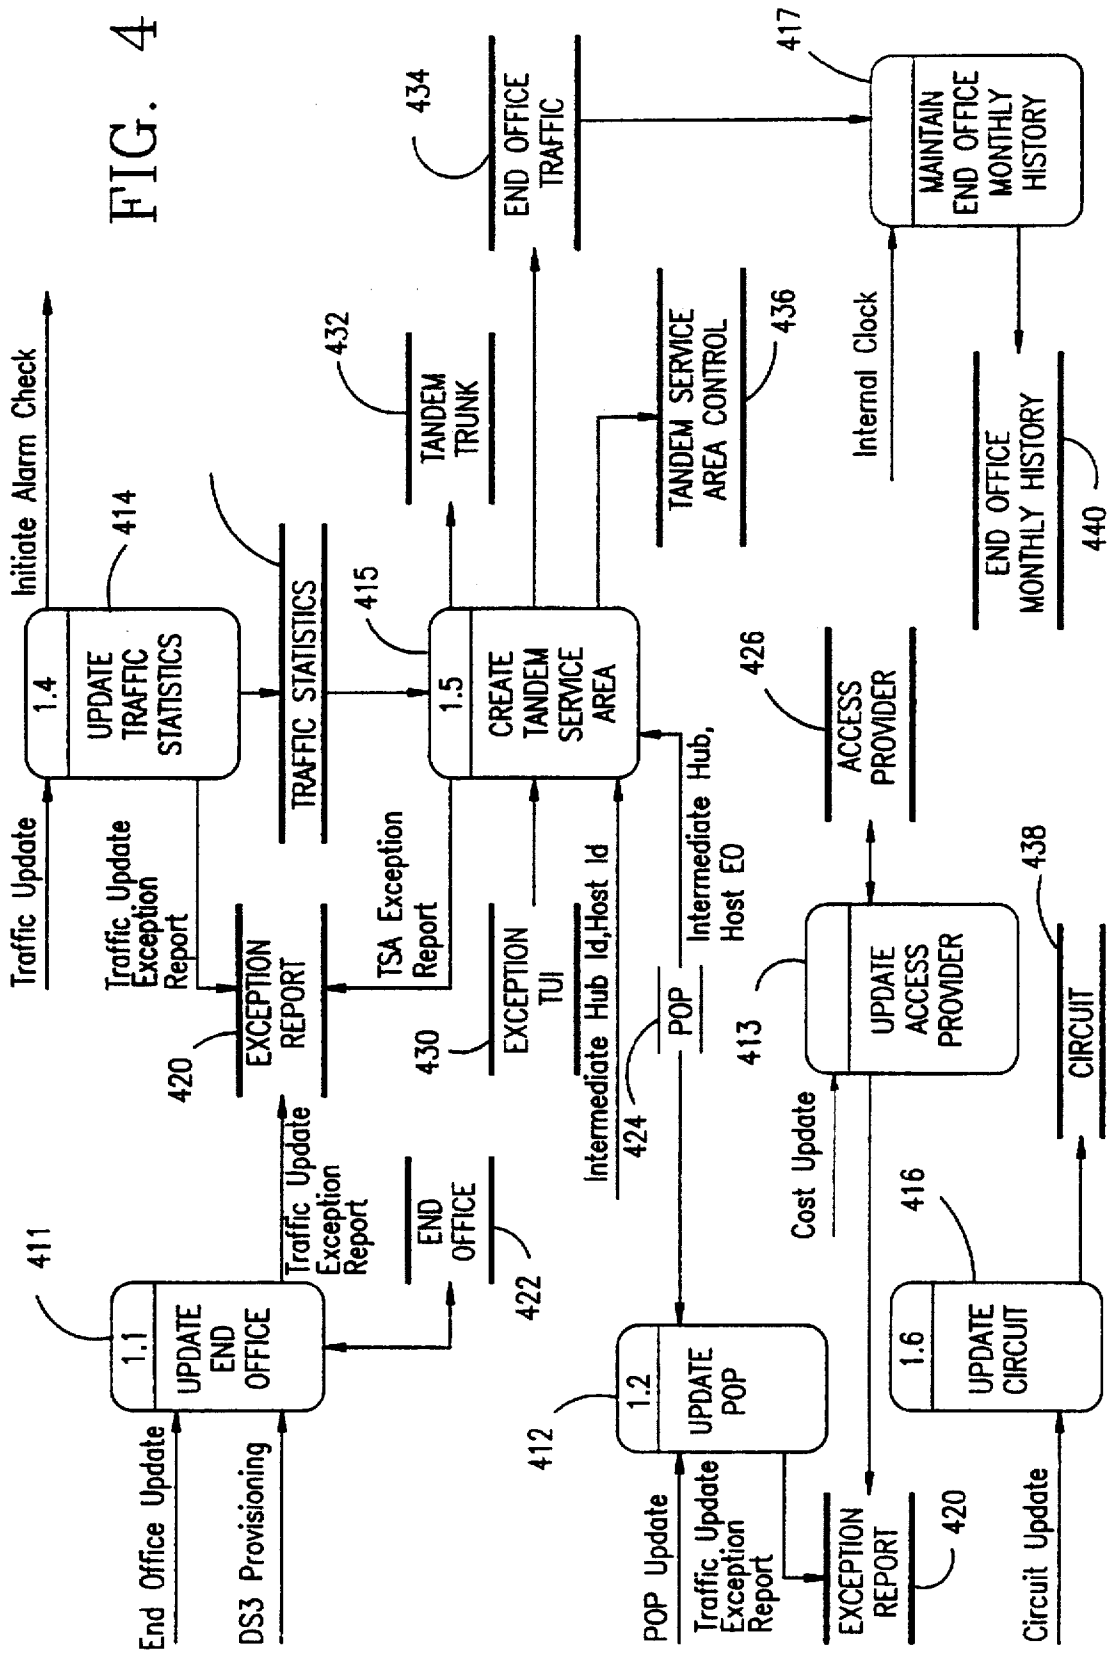 FIG. 4
End Office Update
DS3 Provisioning
411
1.1
UPDATE
END
OFFICE
Traffic Update
Exception
Report
END
OFFICE
422
Traffic Update
Traffic Update
Exception
Report
420
EXCEPTION
REPORT
1.4
UPDATE
TRAFFIC
STATISTICS
414
Initiate Alarm Check
TRAFFIC STATISTICS
TSA Exception
Report
430
EXCEPTION
TUI
Intermediate Hub Id,Host Id
415
1.5
CREATE
TANDEM
SERVICE
AREA
432
TANDEM
TRUNK
434
END OFFICE
TRAFFIC
TANDEM SERVICE
AREA CONTROL
436
424
POP
Intermediate Hub,
Host EO
412
POP Update
1.2
UPDATE
POP
Traffic Update
Exception
Report
EXCEPTION
REPORT
420
Cost Update
413
UPDATE
ACCESS
PROVIDER
426
ACCESS
PROVIDER
Circuit Update
416
1.6
UPDATE
CIRCUIT
CIRCUIT
438
Internal Clock
417
MAINTAIN
END OFFICE
MONTHLY
HISTORY
END OFFICE
MONTHLY HISTORY
440